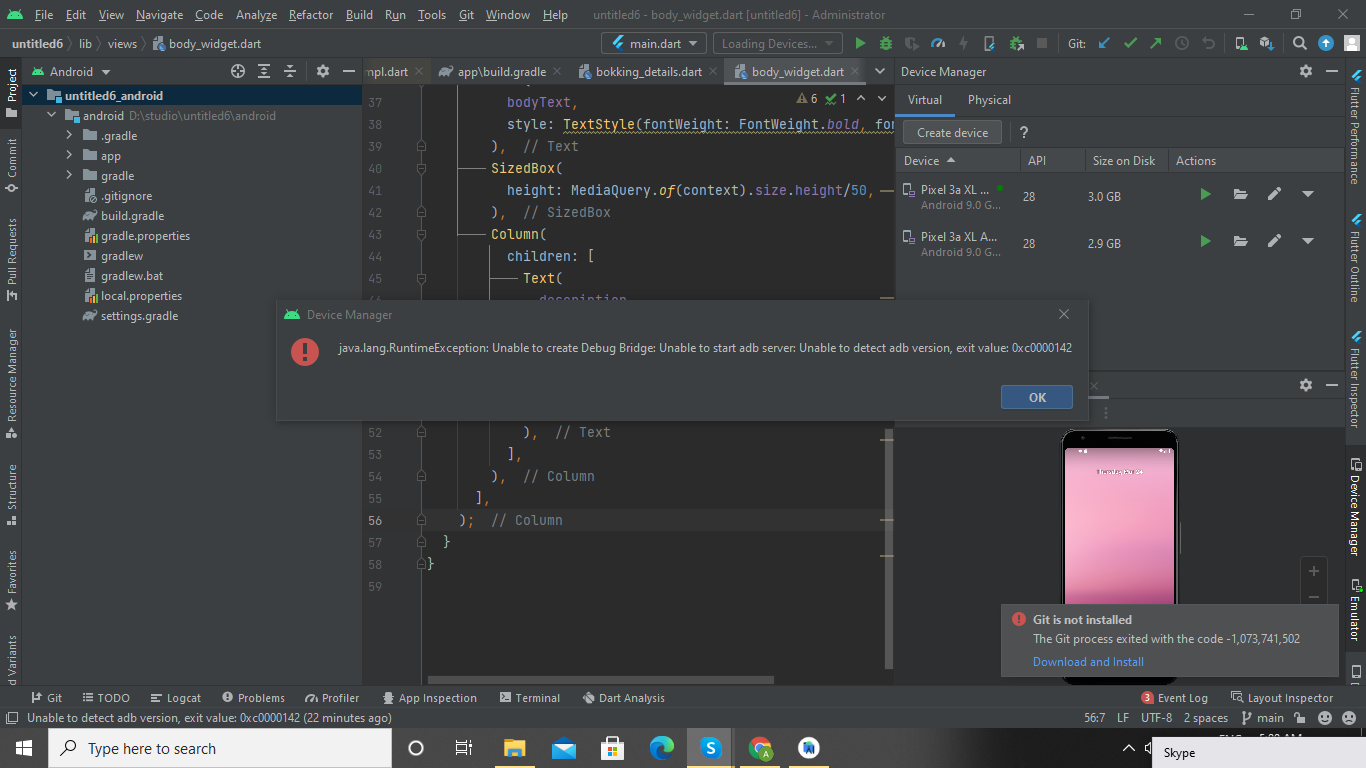 File Edit View Navigate Code Analyze Refactor Build Run Tools Git Window Help untitled6 - body_widget.dart [untitled6] - Administrator
untitled6 lib views body_widget.dart main.dart Loading Devices... Git:
Project
Android
mpl.dart app\build.gradle bokking_details.dart body_widget.dart
Device Manager
untitled6_android
android D:\studio\untitled6\android
.gradle
app
gradle
.gitignore
build.gradle
gradle.properties
gradlew
gradlew.bat
local.properties
settings.gradle
Commit
Pull Requests
Resource Manager
Structure
Favorites
d Variants
6 1
37 bodyText,
38 style: TextStyle(fontWeight: FontWeight.bold, for
39 ), // Text
40 SizedBox(
41 height: MediaQuery.of(context).size.height/50,
42 ), // SizedBox
43 Column(
44 children: [
45 Text(
description
52 ), // Text
53 ],
54 ), // Column
55 ],
56 ); // Column
57 }
58 }
59
Virtual Physical
Create device ?
Device API Size on Disk Actions
Pixel 3a XL ... 28 3.0 GB
Android 9.0 G...
Pixel 3a XL A... 28 2.9 GB
Android 9.0 G...
Flutter Performance
Flutter Outline
Flutter Inspector
Device Manager
Emulator
Device Manager
java.lang.RuntimeException: Unable to create Debug Bridge: Unable to start adb server: Unable to detect adb version, exit value: 0xc0000142
OK
Git is not installed
The Git process exited with the code -1,073,741,502
Download and Install
Git TODO Logcat Problems Profiler App Inspection Terminal Dart Analysis 3 Event Log Layout Inspector
Unable to detect adb version, exit value: 0xc0000142 (22 minutes ago) 56:7 LF UTF-8 2 spaces main
Type here to search
Skype